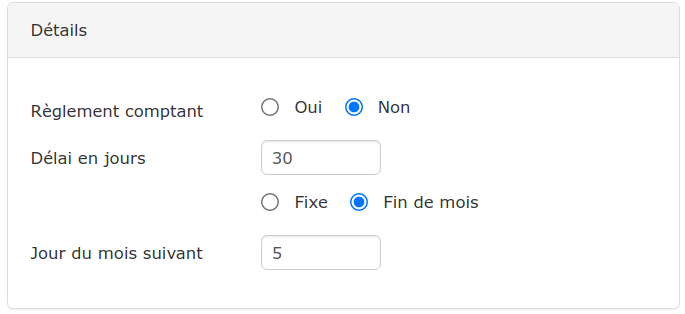 Détails
Règlement comptant Oui Non
Délai en jours 30
Fixe Fin de mois
Jour du mois suivant 5